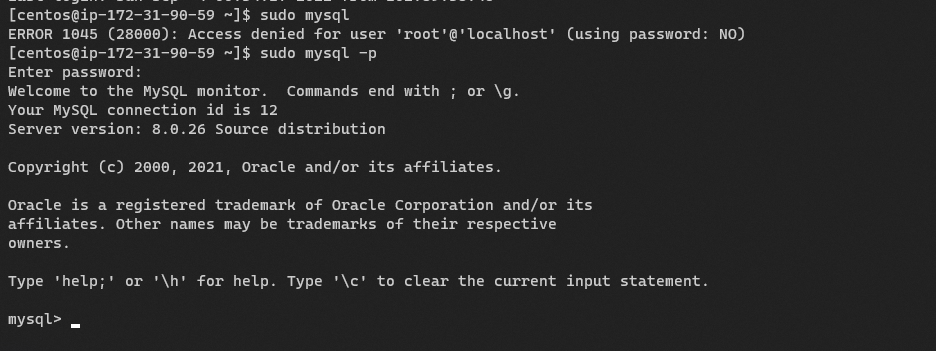 [centos@ip-172-31-90-59 ~]$ sudo mysql
ERROR 1045 (28000): Access denied for user 'root'@'localhost' (using password: NO)
[centos@ip-172-31-90-59 ~]$ sudo mysql -p
Enter password:
Welcome to the MySQL monitor.  Commands end with ; or \g.
Your MySQL connection id is 12
Server version: 8.0.26 Source distribution
Copyright (c) 2000, 2021, Oracle and/or its affiliates.
Oracle is a registered trademark of Oracle Corporation and/or its
affiliates. Other names may be trademarks of their respective
owners.
Type 'help;' or '\h' for help. Type '\c' to clear the current input statement.
mysql>